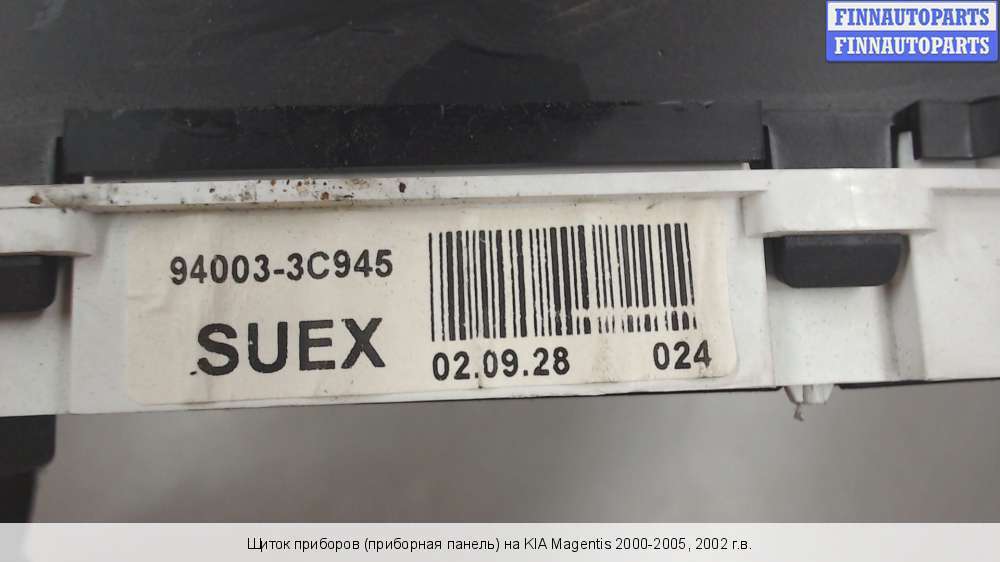 FINNAUTOPARTS
FINNAUTOPARTS
94003-3C945
SUEX
02.09.28 024
Щиток приборов (приборная панель) на KIA Magentis 2000-2005, 2002 г.в.